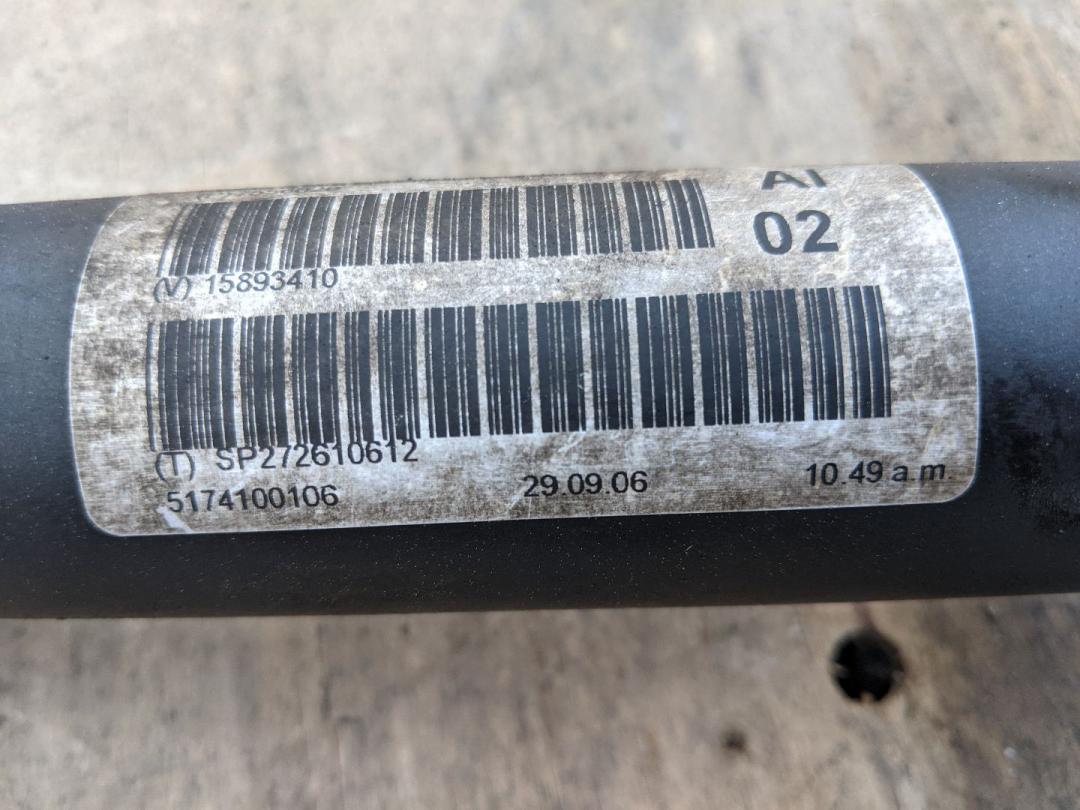 AI
02
(V) 15893410
(T) SP272610612
5174100106 29.09.06 10.49 a.m.